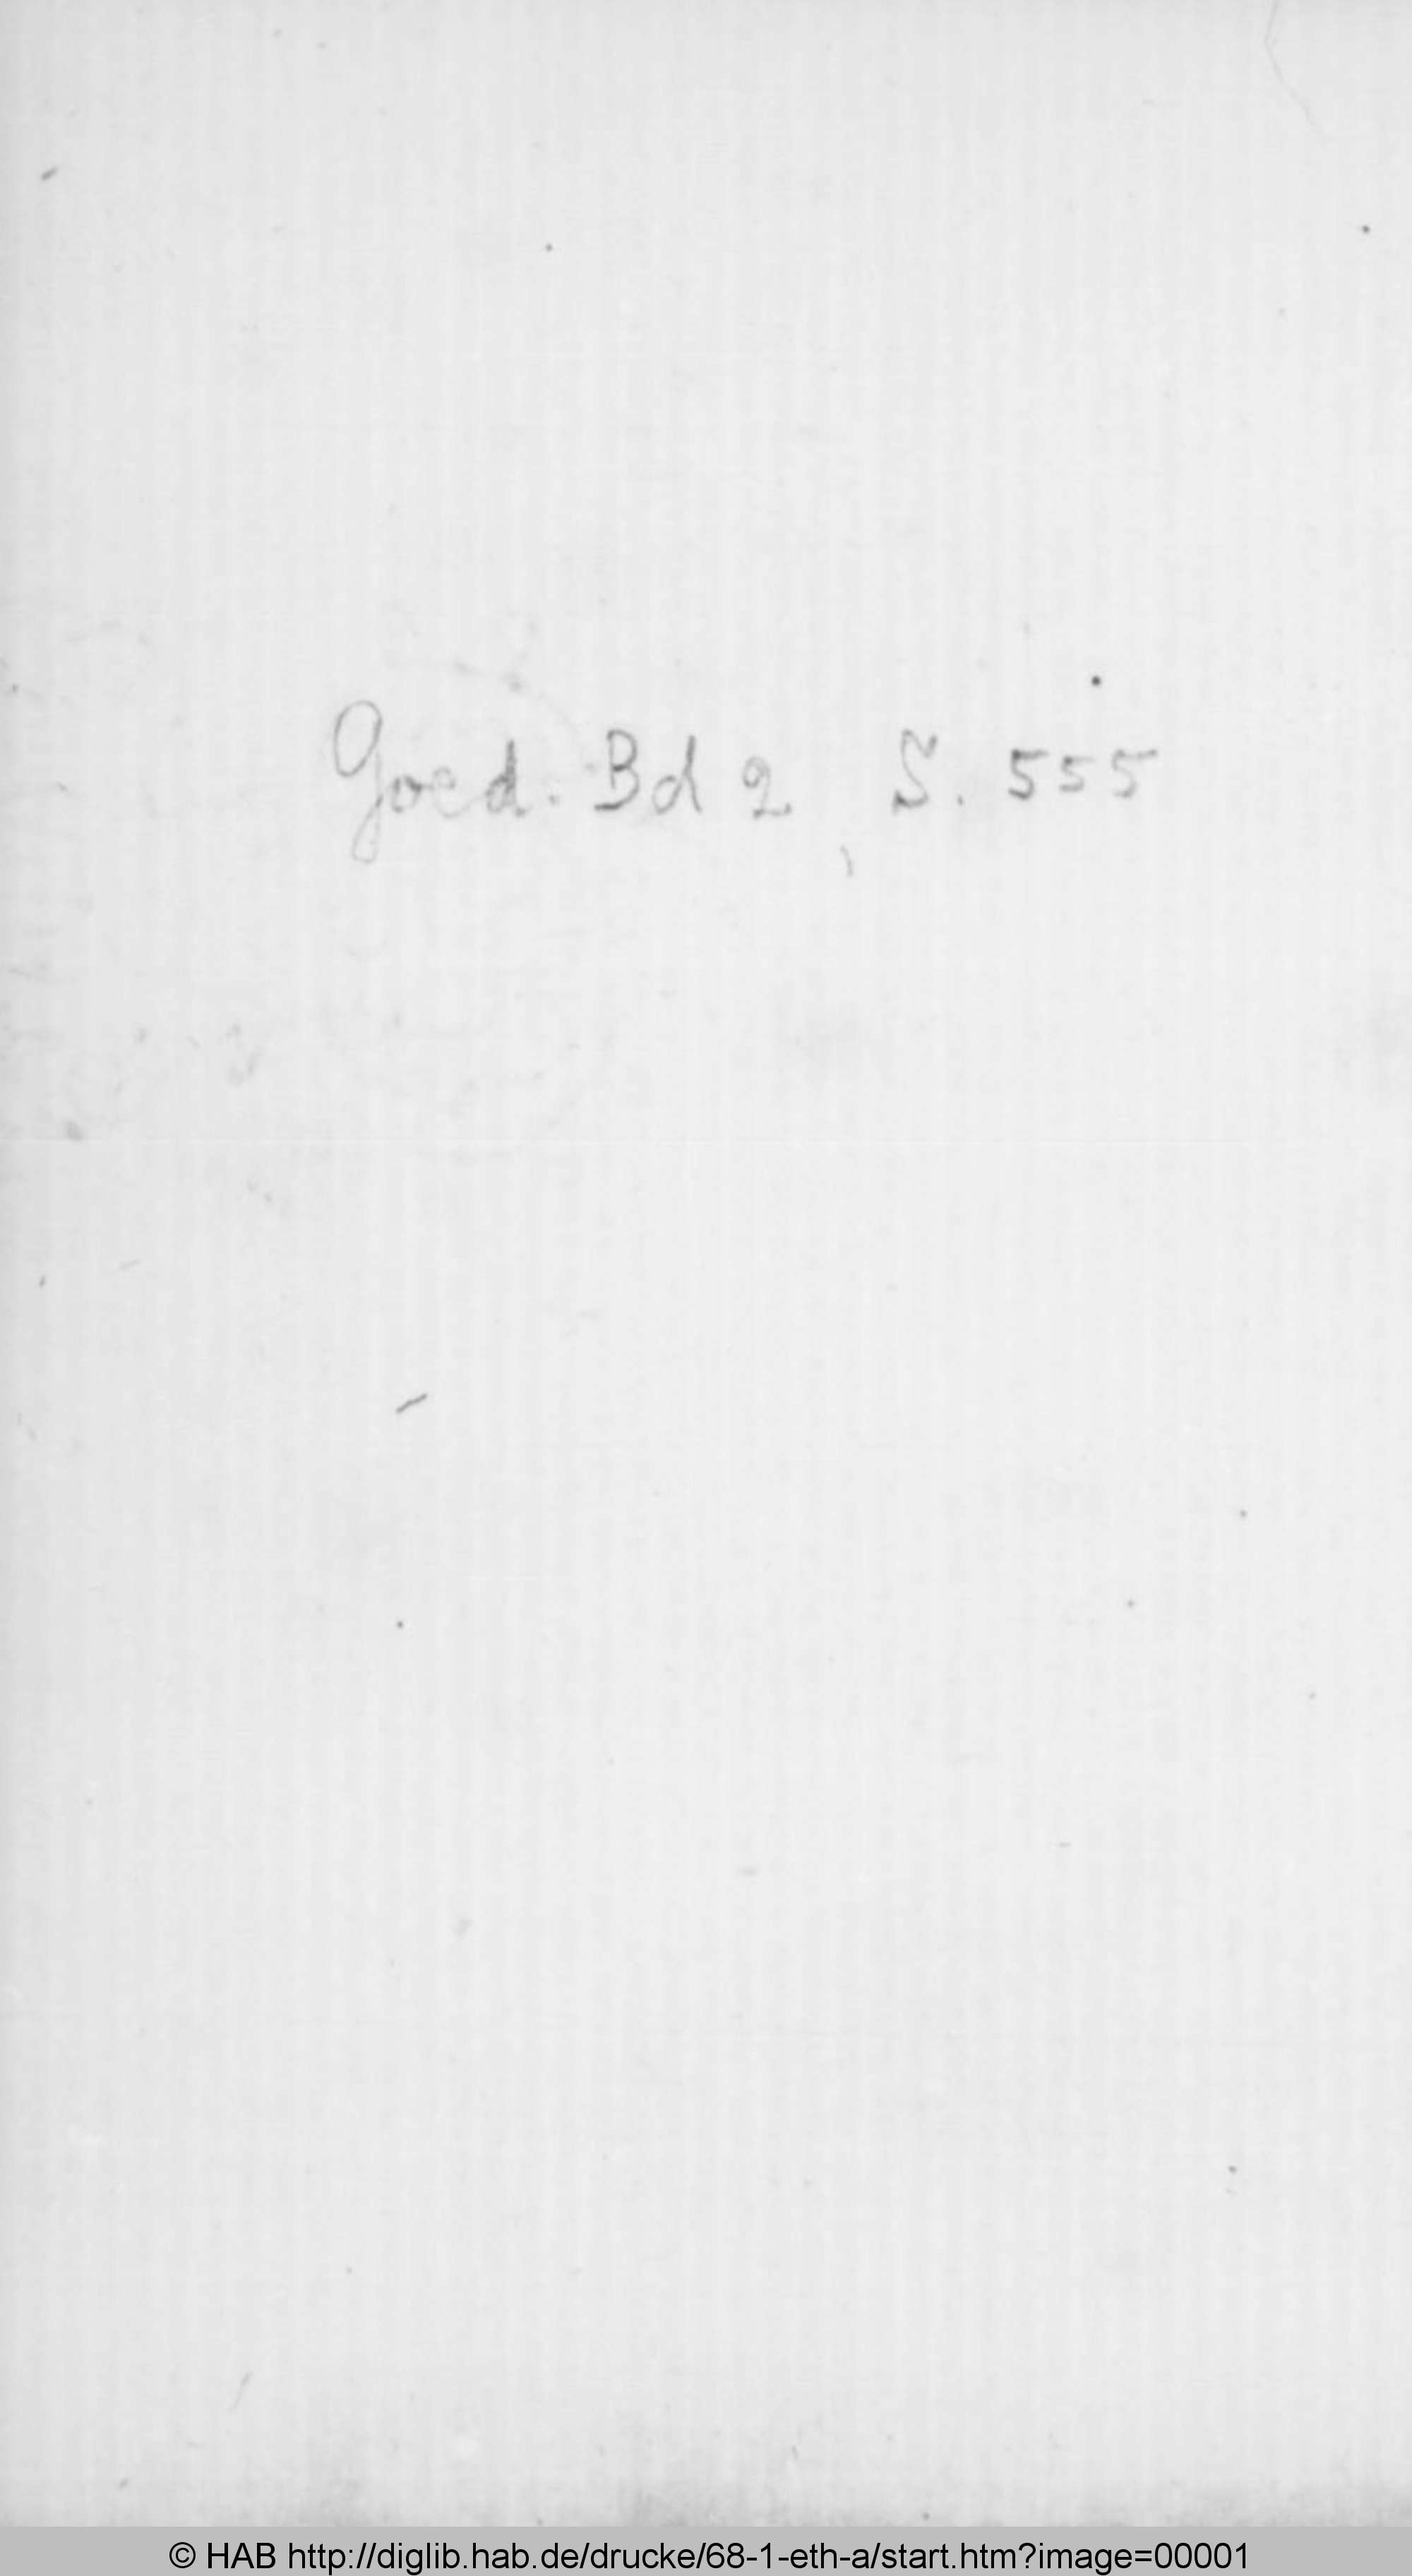 Goed. Bd 2, S. 555
© HAB http://diglib.hab.de/drucke/68-1-eth-a/start.htm?image=00001